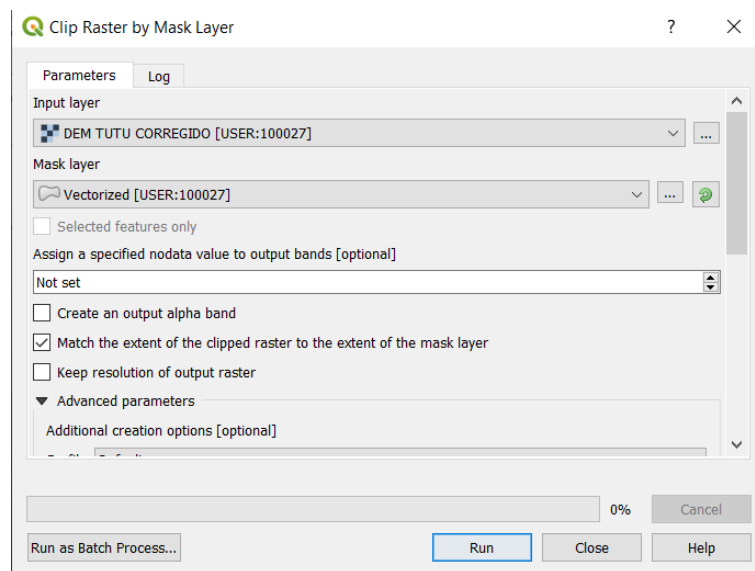 Clip Raster by Mask Layer ?
Parameters Log
Input layer
DEM TUTU CORREGIDO [USER:100027] ...
Mask layer
Vectorized [USER:100027] ...
Selected features only
Assign a specified nodata value to output bands [optional]
Not set
Create an output alpha band
Match the extent of the clipped raster to the extent of the mask layer
Keep resolution of output raster
Advanced parameters
Additional creation options [optional]
0% Cancel
Run as Batch Process... Run Close Help